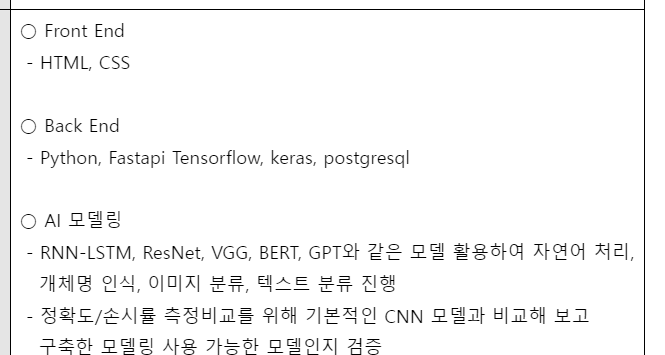 ○ Front End
- HTML, CSS
○ Back End
- Python, Fastapi Tensorflow, keras, postgresql
○ AI 모델링
- RNN-LSTM, ResNet, VGG, BERT, GPT와 같은 모델 활용하여 자연어 처리,
개체명 인식, 이미지 분류, 텍스트 분류 진행
- 정확도/손시률 측정비교를 위해 기본적인 CNN 모델과 비교해 보고
구축한 모델링 사용 가능한 모델인지 검증